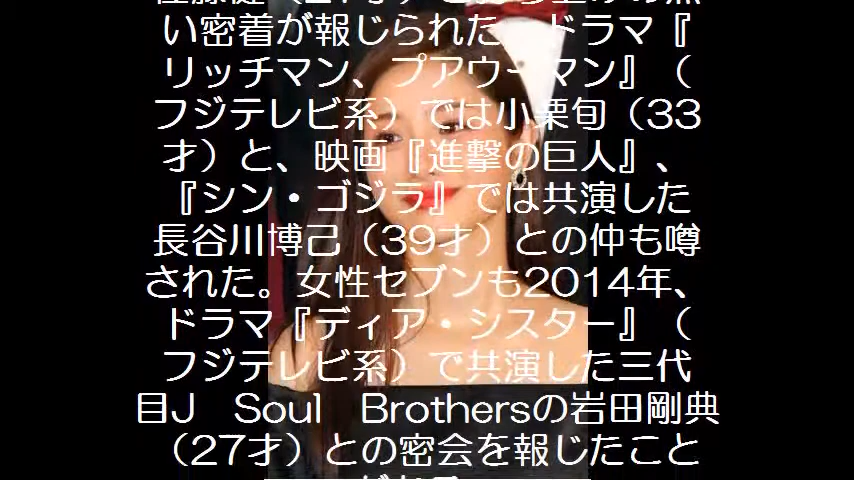 い密着が報じられた。ドラマ『
リッチマン、プアウーマン』（
フジテレビ系）では小栗旬（33
才）と、映画『進撃の巨人』、
『シン・ゴジラ』では共演した
長谷川博己（39才）との仲も噂
された。女性セブンも2014年、
ドラマ『ディア・シスター』（
フジテレビ系）で共演した三代
目J　Soul　Brothersの岩田剛典
（27才）との密会を報じたこと